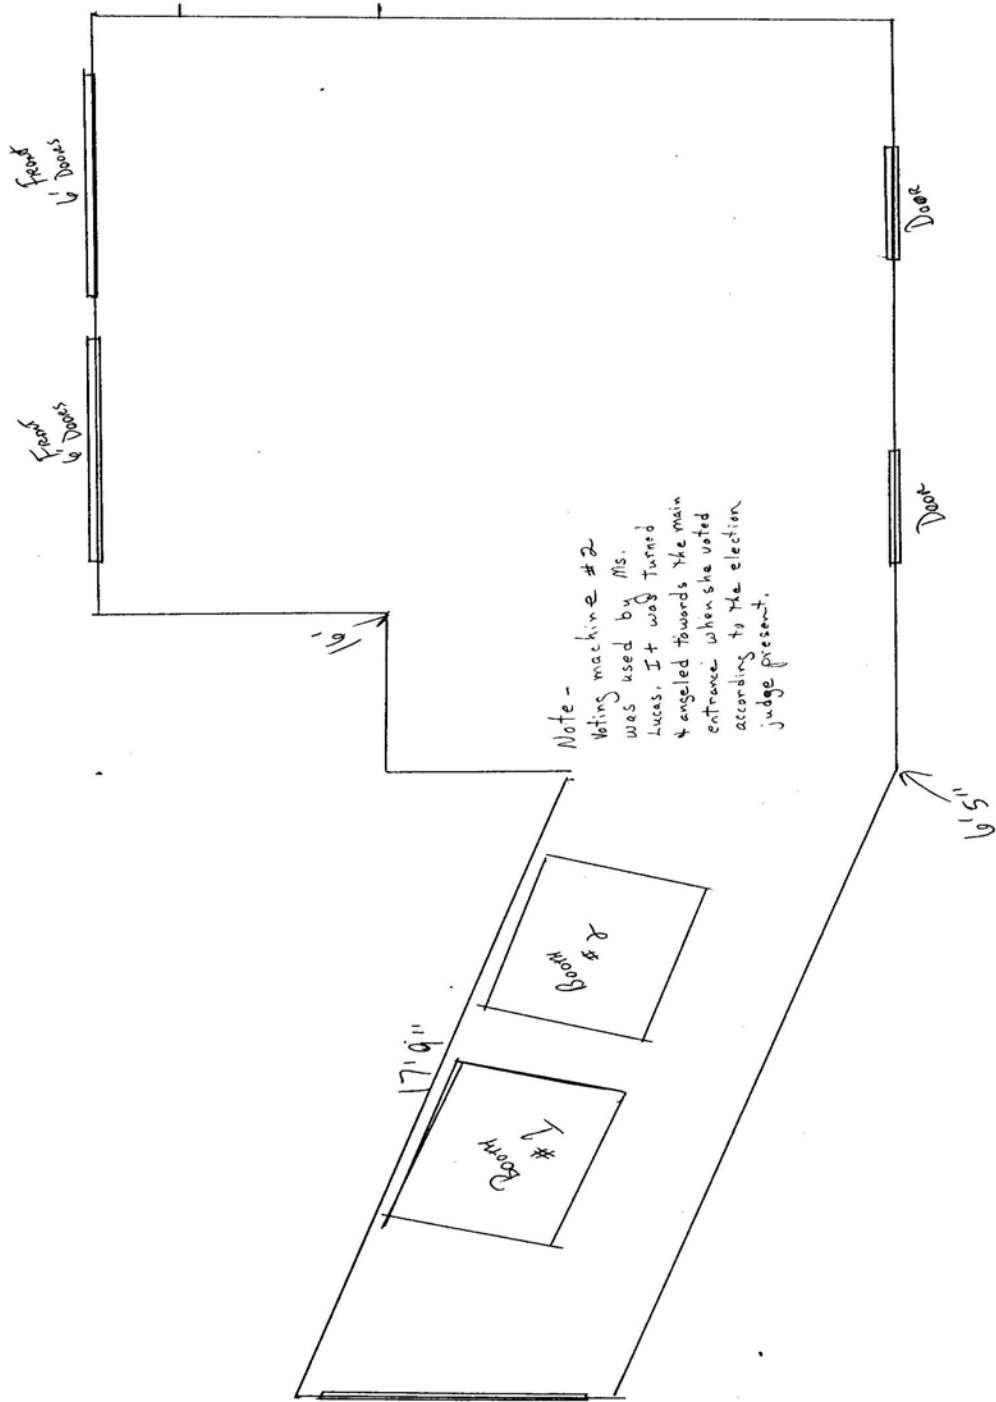 Front
6' Doors
Front
6' Doors
16'
Note -
Voting machine #2
was used by Ms.
Lucas. It was turned
+ angeled towards the main
entrance when she voted
according to the election
judge present.
Door
Door
6'5"
17'9"
Booth
#2
Booth
#1